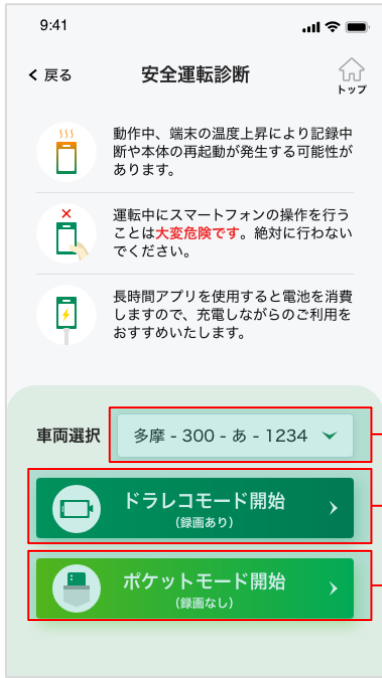 9:41
戻る
安全運転診断
トップ
動作中、端末の温度上昇により記録中
断や本体の再起動が発生する可能性が
あります。
運転中にスマートフォンの操作を行う
ことは大変危険です。絶対に行わない
でください。
長時間アプリを使用すると電池を消費
しますので、充電しながらのご利用を
おすすめいたします。
車両選択
多摩 - 300 - あ - 1234
ドラレコモード開始
（録画あり）
ポケットモード開始
（録画なし）